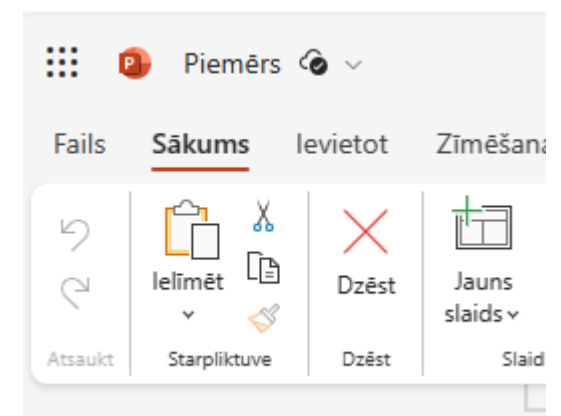 Piemērs
Fails Sākums Ievietot Zīmēšana
Ielīmēt Dzēst Jauns
slaids
Atsaukt Starpliktuve Dzēst Slaid